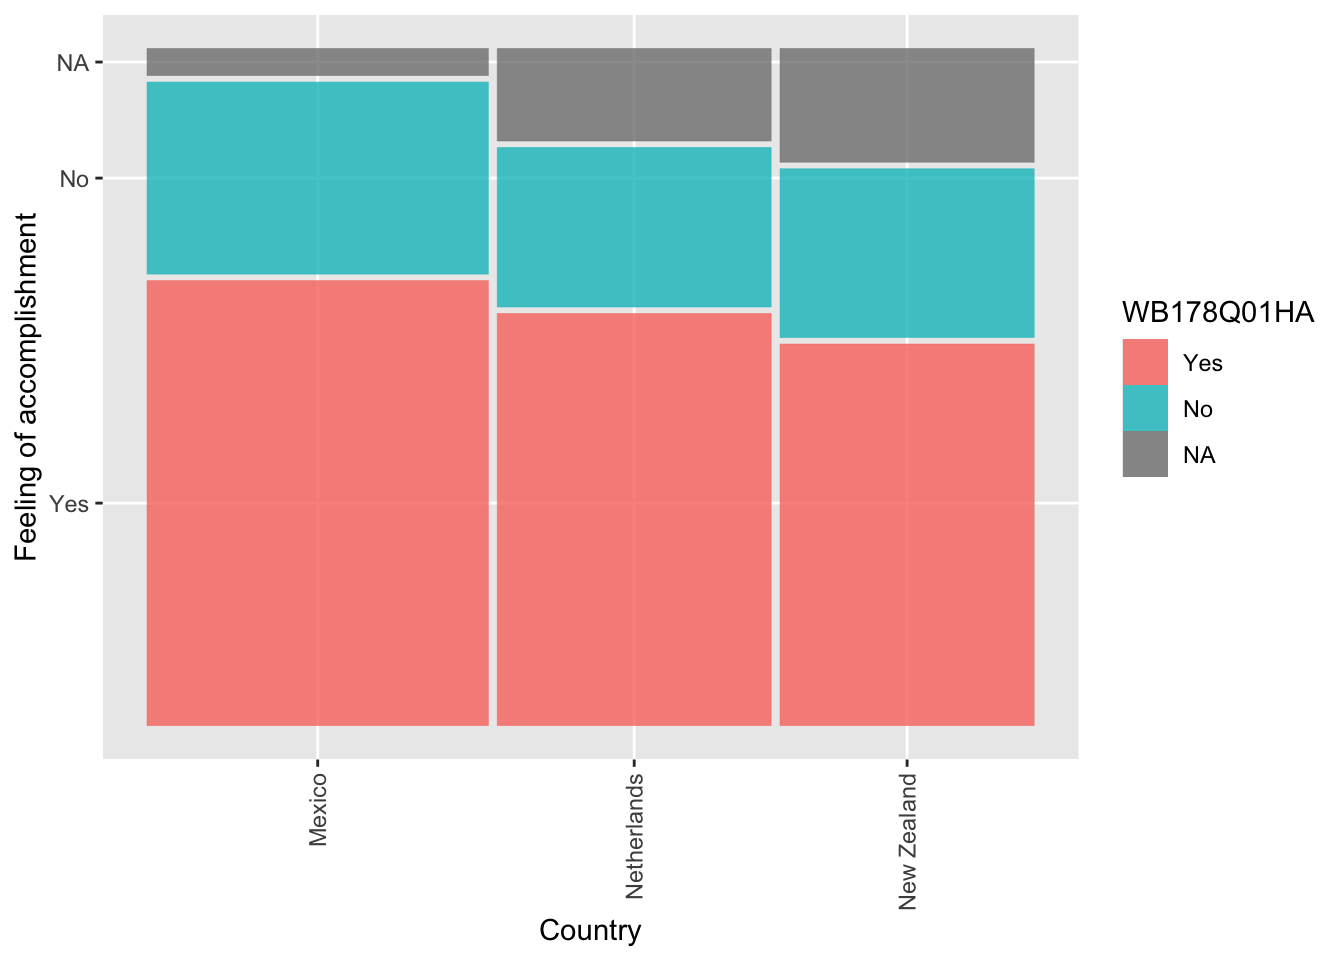 NA
No
Yes
Feeling of accomplishment
Mexico
Netherlands
New Zealand
Country
WB178Q01HA
Yes
No
NA